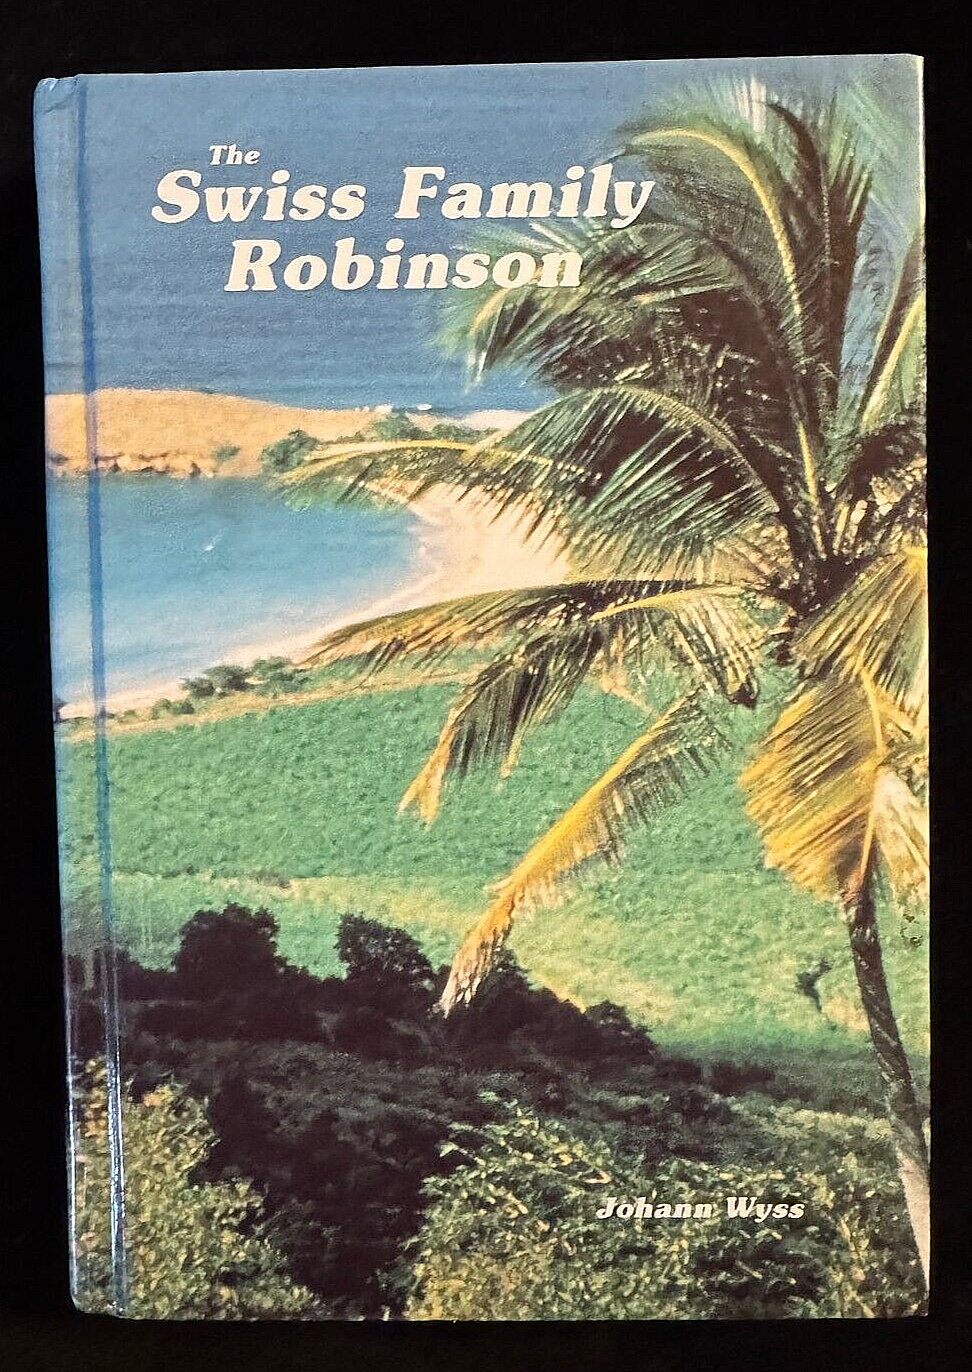 The
Swiss Family
Robinson
Johann Wyss